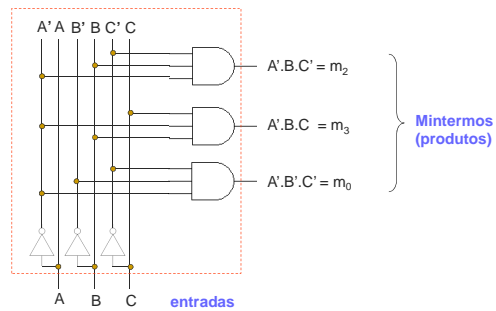 A' A B' B C' C
A'.B.C' = m₂
A'.B.C = m₃
Mintermos
(produtos)
A'.B'.C' = m₀
A B C entradas